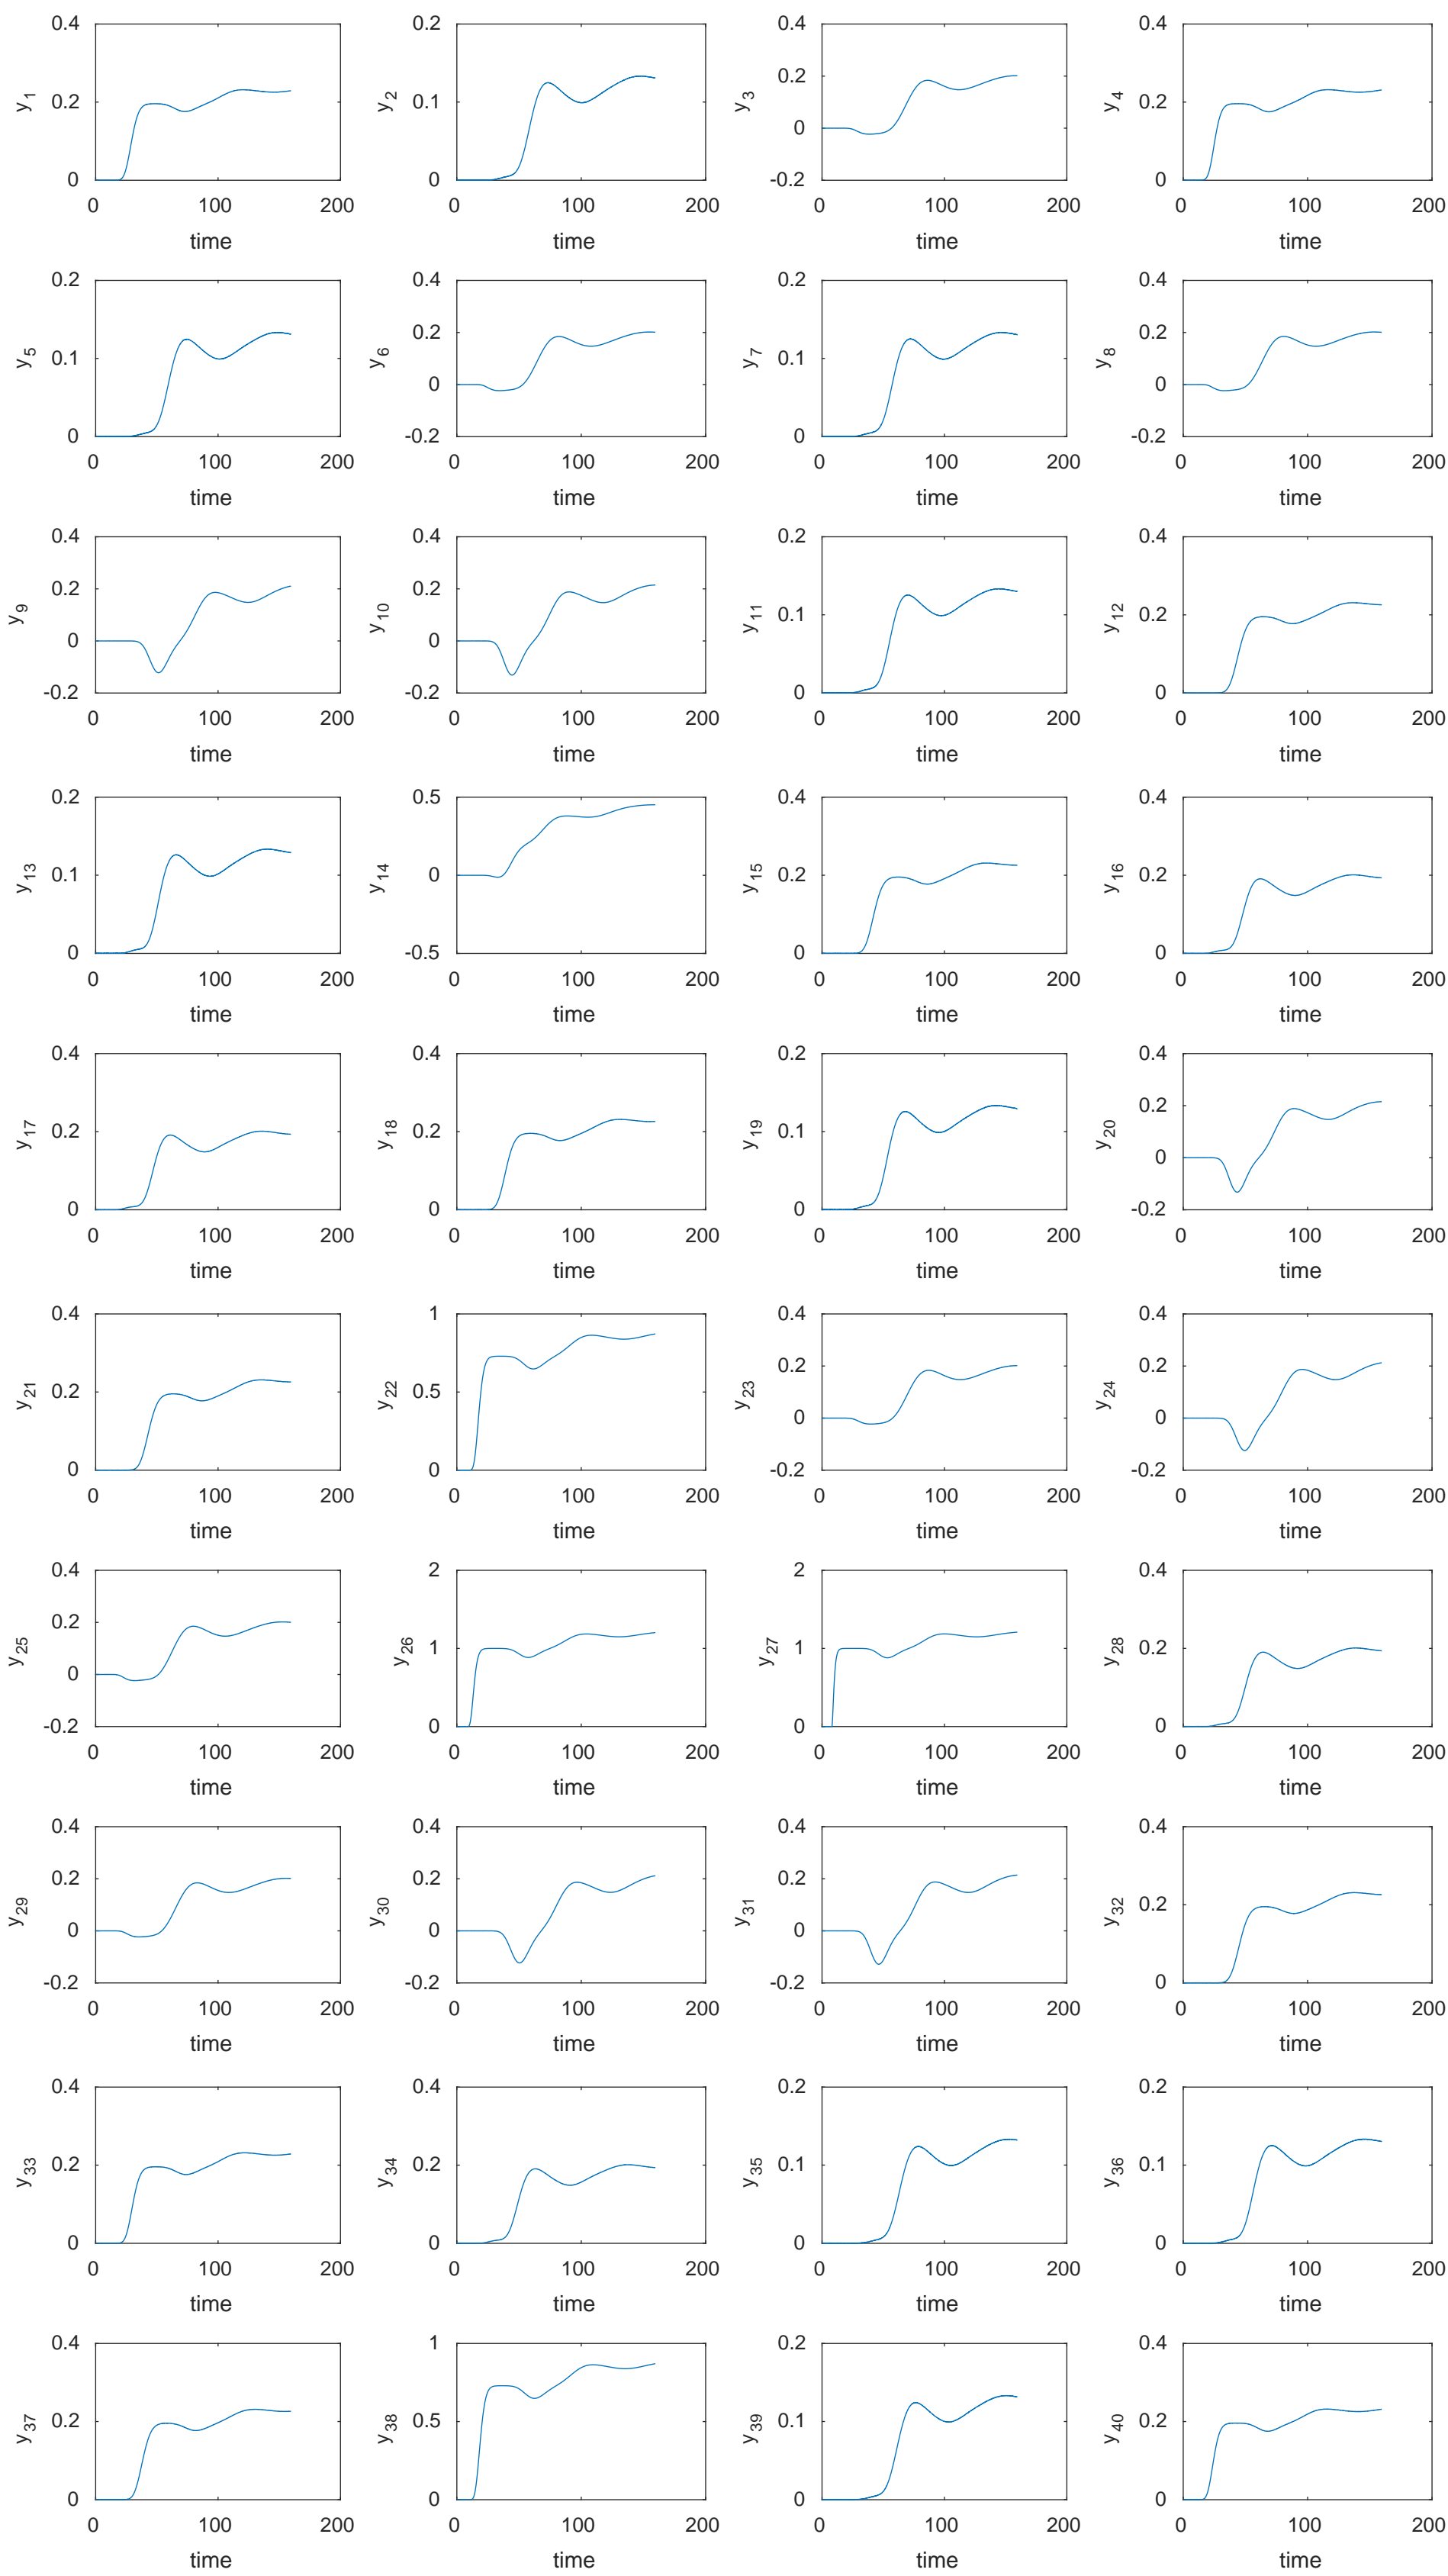 0.4 0.2 0.4 0.4
0.2
y1 0.2 y2 0.1 y3 y4 0.2
0
0 0 -0.2 0
0 100 200 0 100 200 0 100 200 0 100 200
time time time time
0.2 0.4 0.2 0.4
0.2 0.2
y5 0.1 y6 y7 0.1 y8
0 0
0 -0.2 0 -0.2
0 100 200 0 100 200 0 100 200 0 100 200
time time time time
0.4 0.4 0.2 0.4
0.2 0.2
y9 y10 y11 0.1 y12 0.2
0 0
-0.2 -0.2 0 0
0 100 200 0 100 200 0 100 200 0 100 200
time time time time
0.2 0.5 0.4 0.4
y13 0.1 y14 0 y15 0.2 y16 0.2
0 -0.5 0 0
0 100 200 0 100 200 0 100 200 0 100 200
time time time time
0.4 0.4 0.2 0.4
0.2
y17 0.2 y18 0.2 y19 0.1 y20
0
0 0 0 -0.2
0 100 200 0 100 200 0 100 200 0 100 200
time time time time
0.4 1 0.4 0.4
0.2 0.2
y21 0.2 y22 0.5 y23 y24
0 0
0 0 -0.2 -0.2
0 100 200 0 100 200 0 100 200 0 100 200
time time time time
0.4 2 2 0.4
0.2
y25 y26 1 y27 1 y28 0.2
0
-0.2 0 0 0
0 100 200 0 100 200 0 100 200 0 100 200
time time time time
0.4 0.4 0.4 0.4
0.2 0.2 0.2
y29 y30 y31 y32 0.2
0 0 0
-0.2 -0.2 -0.2 0
0 100 200 0 100 200 0 100 200 0 100 200
time time time time
0.4 0.4 0.2 0.2
y33 0.2 y34 0.2 y35 0.1 y36 0.1
0 0 0 0
0 100 200 0 100 200 0 100 200 0 100 200
time time time time
0.4 1 0.2 0.4
y37 0.2 y38 0.5 y39 0.1 y40 0.2
0 0 0 0
0 100 200 0 100 200 0 100 200 0 100 200
time time time time